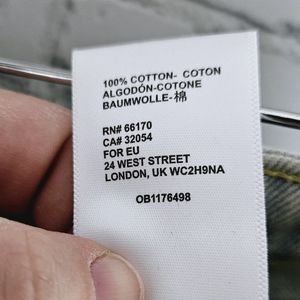 100% COTTON- COTON
ALGODÓN-COTONE
BAUMWOLLE-棉
RN# 66170
CA# 32054
FOR EU
24 WEST STREET
LONDON, UK WC2H9NA
OB1176498